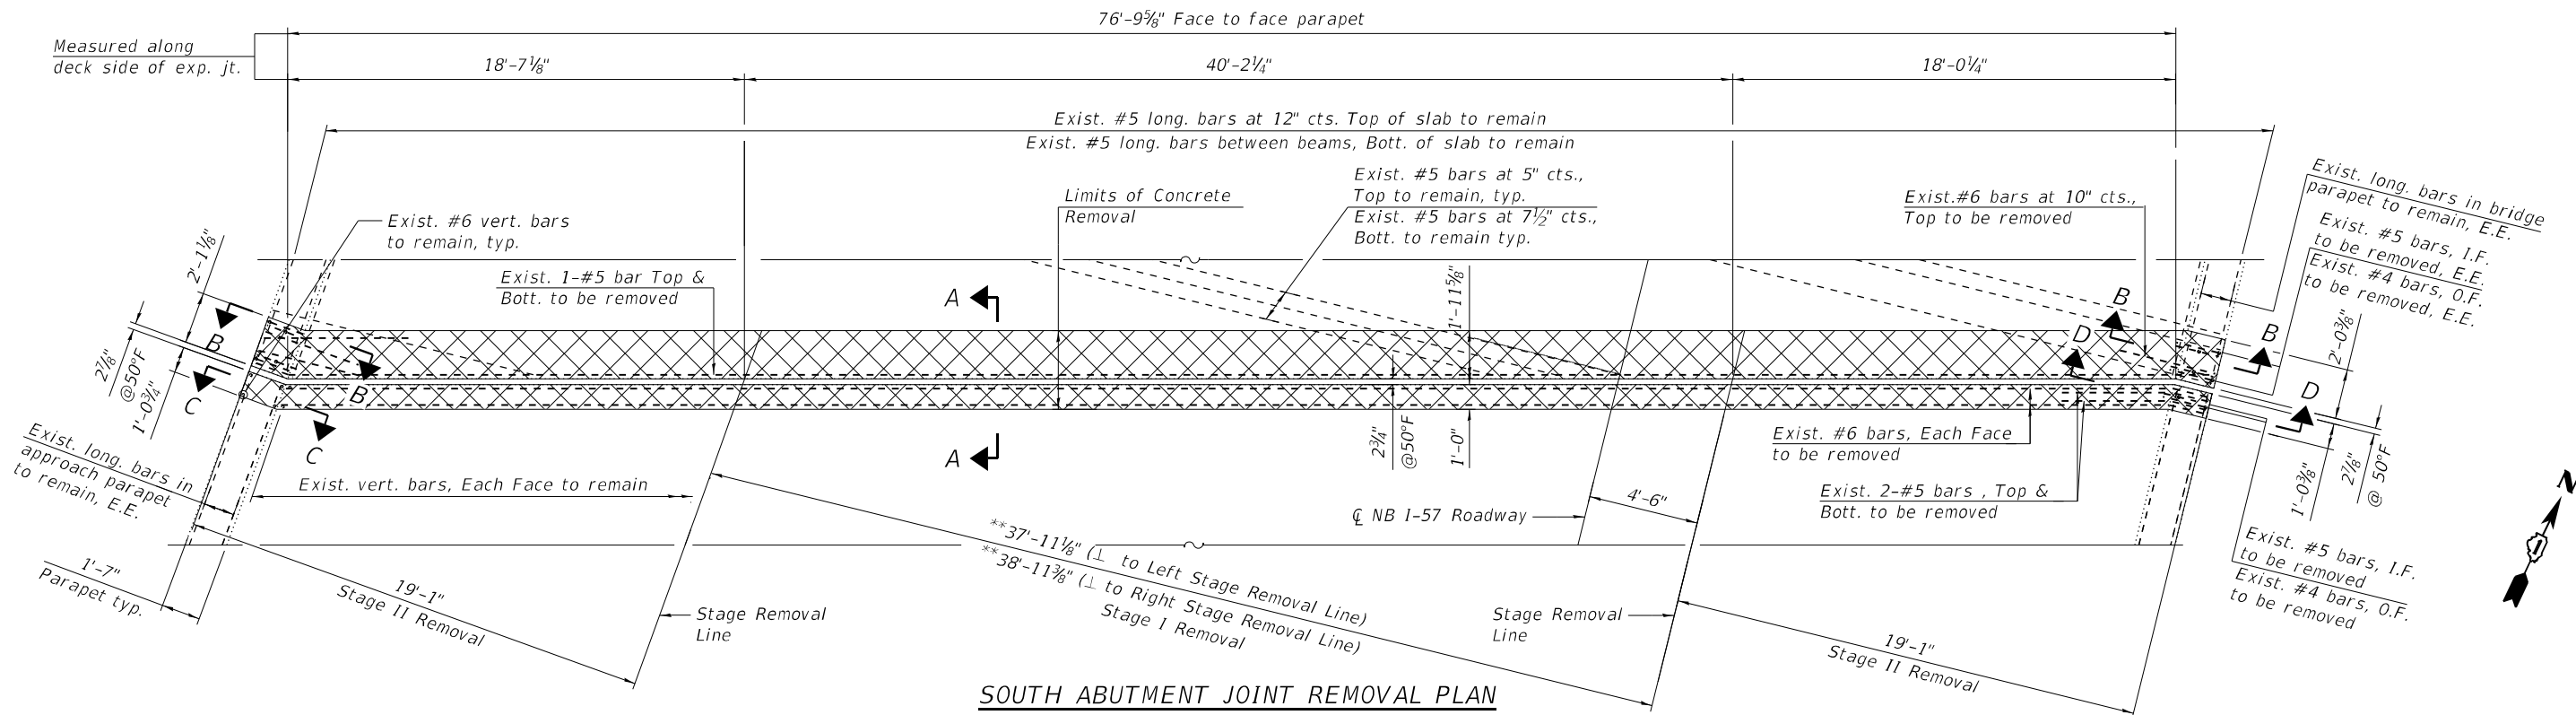 76'-9⅝" Face to face parapet
Measured along
deck side of exp. jt.
18'-7⅛"
40'-2¼"
18'-0¼"
Exist. #5 long. bars at 12" cts. Top of slab to remain
Exist. #5 long. bars between beams, Bott. of slab to remain
Exist. #5 bars at 5" cts.,
Top to remain, typ.
Exist. #5 bars at 7½" cts.,
Bott. to remain typ.
Limits of Concrete
Removal
Exist.#6 bars at 10" cts.,
Top to be removed
Exist. long. bars in bridge
parapet to remain, E.E.
Exist. #5 bars, I.F.
to be removed, E.E.
Exist. #4 bars, O.F.
to be removed, E.E.
Exist. #6 vert. bars
to remain, typ.
Exist. 1-#5 bar Top &
Bott. to be removed
2'-1⅛"
2⅞"
@50°F
1'-0¾"
B
B
C
C
A
A
1'-11⅝"
2¾"
@50°F
1'-0"
B
B
D
D
2'-0⅜"
1'-0⅜"
2⅞"
@ 50°F
Exist. long. bars in
approach parapet
to remain, E.E.
Exist. vert. bars, Each Face to remain
Exist. #6 bars, Each Face
to be removed
Exist. 2-#5 bars , Top &
Bott. to be removed
℄ NB I-57 Roadway
4'-6"
Exist. #5 bars, I.F.
to be removed
Exist. #4 bars, O.F.
to be removed
N
1'-7"
Parapet typ.
19'-1"
Stage II Removal
Stage Removal
Line
**37'-11⅛" (⊥ to Left Stage Removal Line)
**38'-11⅜" (⊥ to Right Stage Removal Line)
Stage I Removal
Stage Removal
Line
19'-1"
Stage II Removal
SOUTH ABUTMENT JOINT REMOVAL PLAN